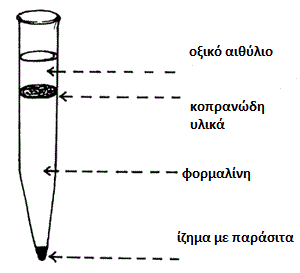 οξικό αιθύλιο
κοπρανώδη
υλικά
φορμαλίνη
ίζημα με παράσιτα